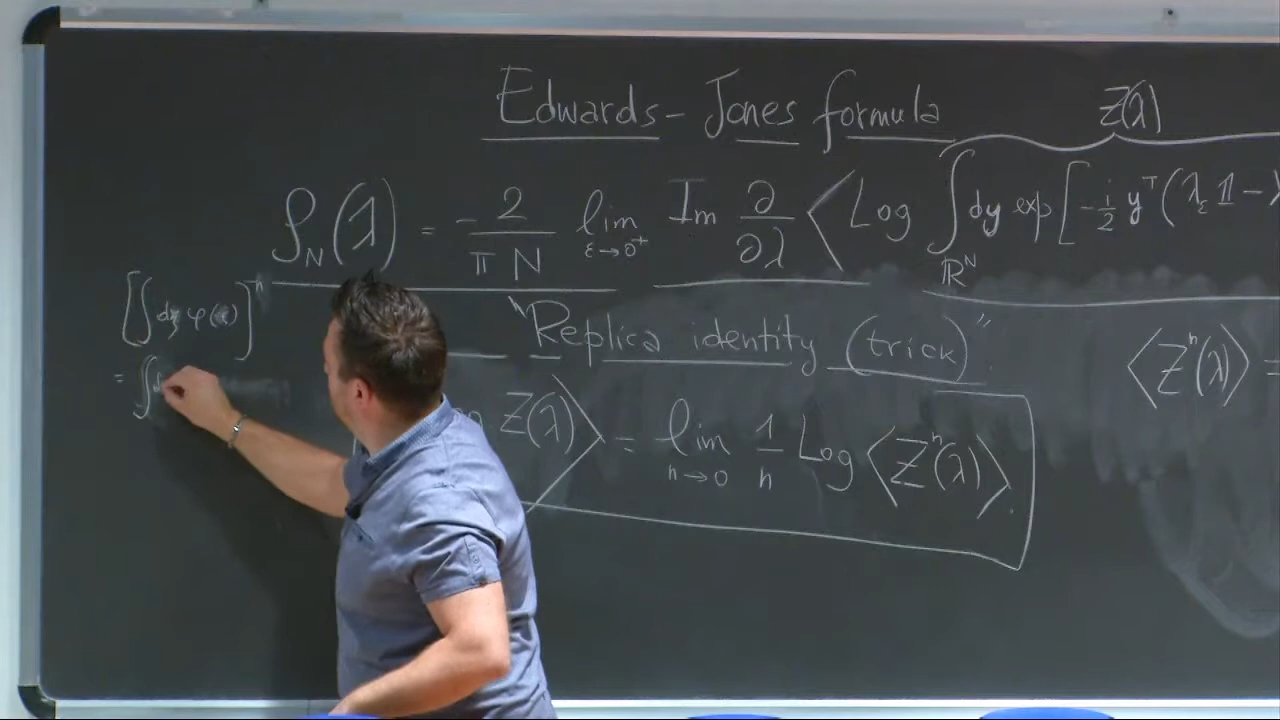 Edwards-Jones formula Z(λ)
ρ_N(λ) = -2/(πN) lim_{ε→0⁺} Im ∂/∂λ ⟨Log ∫_{ℝ^N} dy exp[-i/2 y^T(λ_ε 𝟙 -
[∫ dy φ(y)]^n
"Replica identity (trick)"
= ∫∫
Z(λ)⟩ = lim_{n→0} 1/n Log ⟨Z^n(λ)⟩.
⟨Z^n(λ)⟩ =